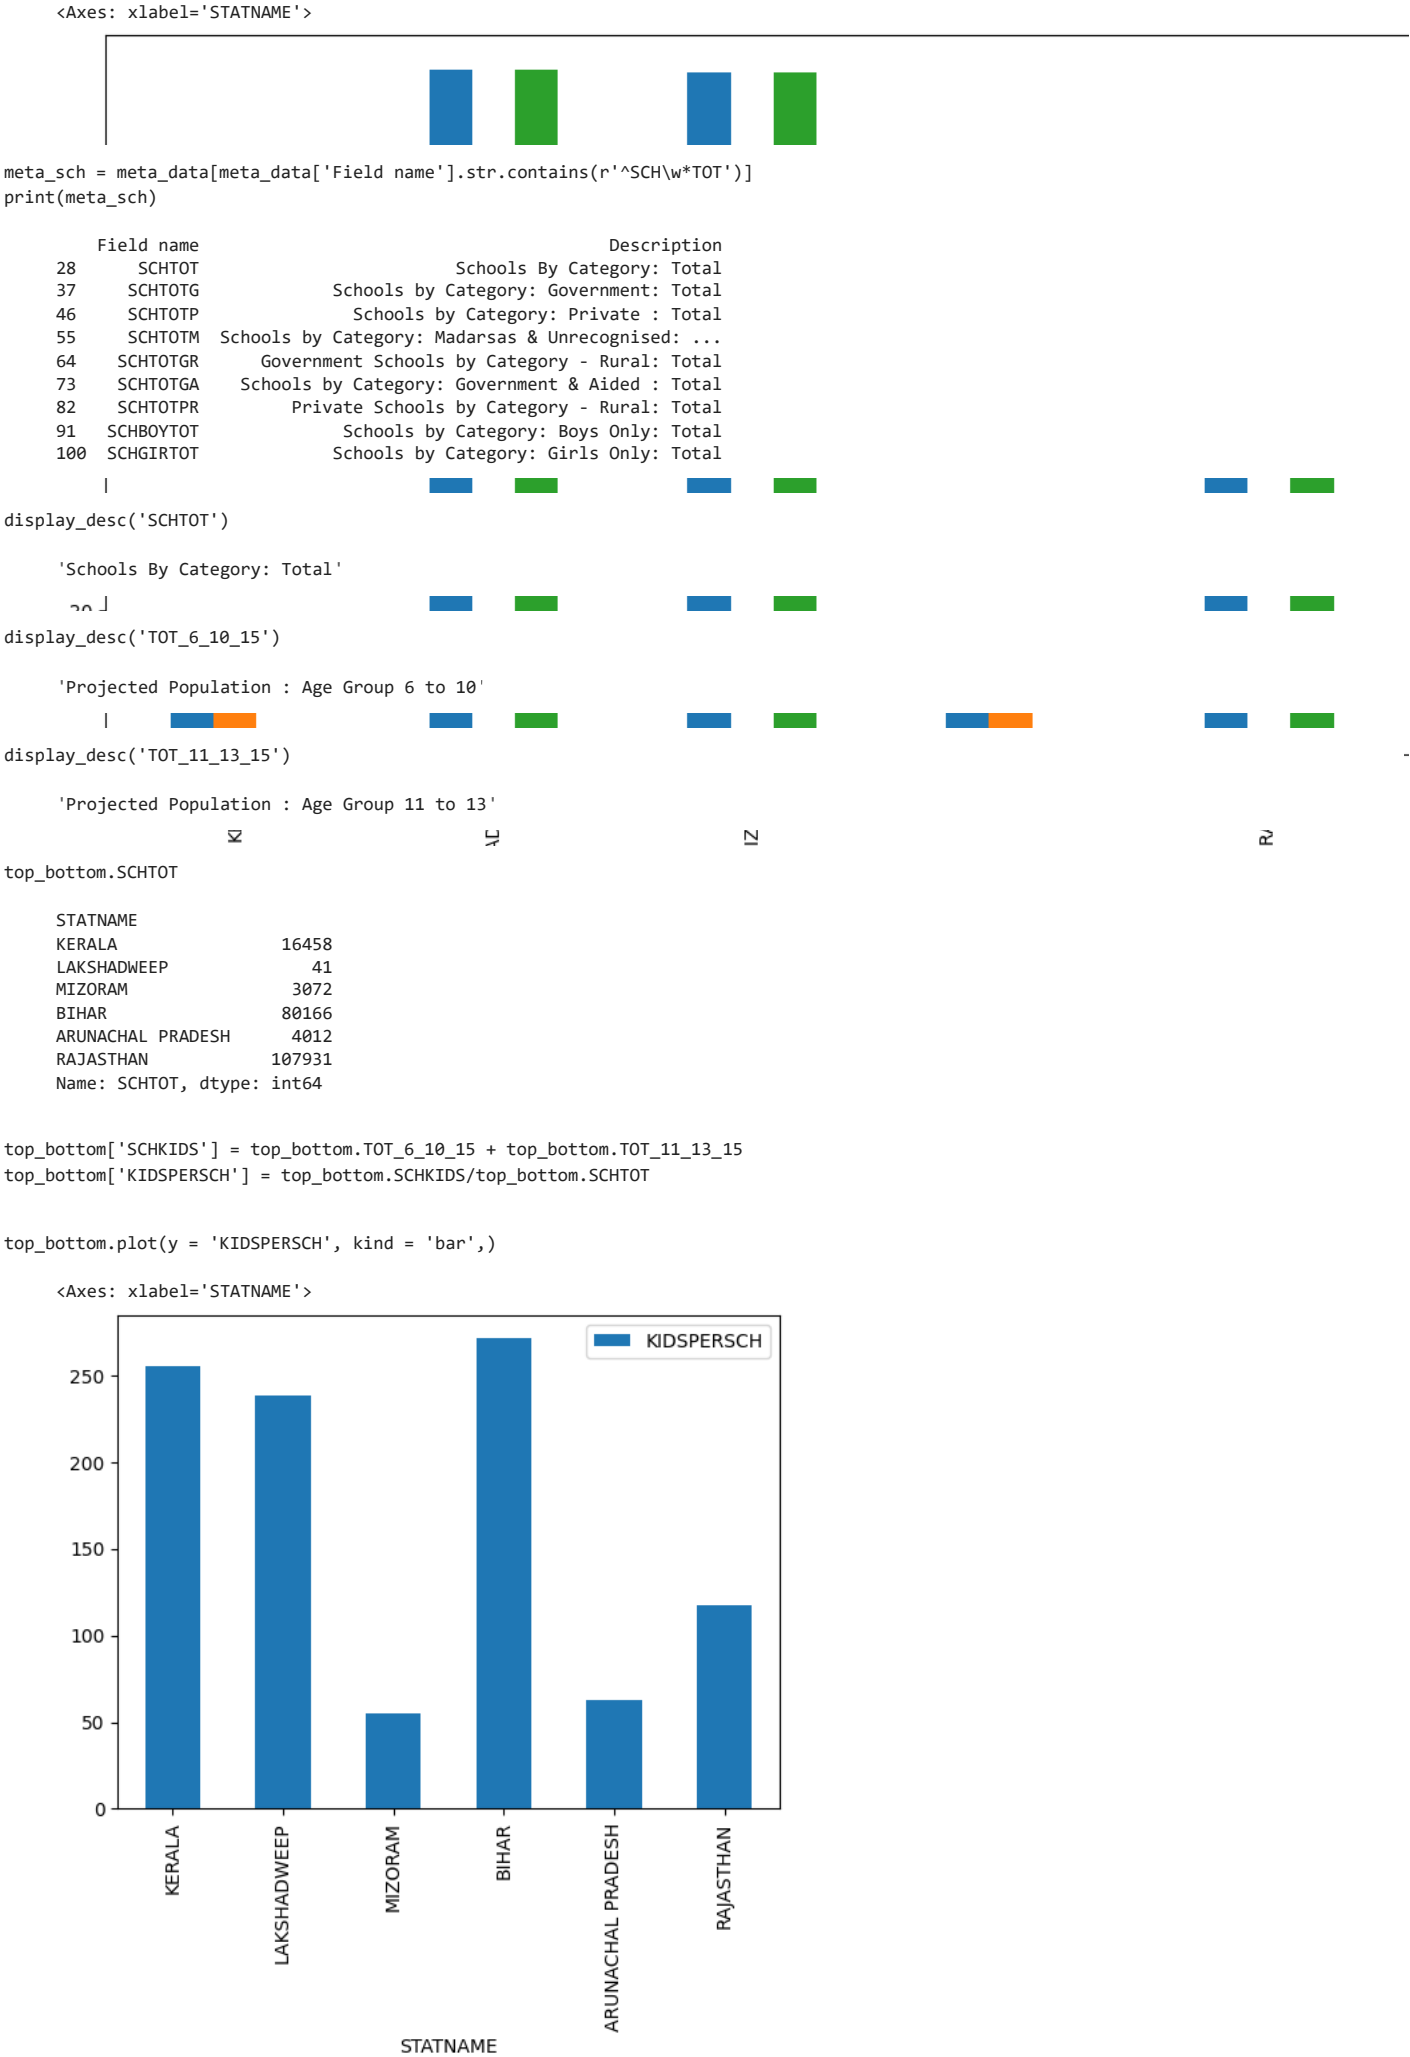 <Axes: xlabel='STATNAME'>
meta_sch = meta_data[meta_data['Field name'].str.contains(r'^SCH\w*TOT')]
print(meta_sch)
Field name Description
28 SCHTOT Schools By Category: Total
37 SCHTOTG Schools by Category: Government: Total
46 SCHTOTP Schools by Category: Private : Total
55 SCHTOTM Schools by Category: Madarsas & Unrecognised: ...
64 SCHTOTGR Government Schools by Category - Rural: Total
73 SCHTOTGA Schools by Category: Government & Aided : Total
82 SCHTOTPR Private Schools by Category - Rural: Total
91 SCHBOYTOT Schools by Category: Boys Only: Total
100 SCHGIRTOT Schools by Category: Girls Only: Total
display_desc('SCHTOT')
'Schools By Category: Total'
display_desc('TOT_6_10_15')
'Projected Population : Age Group 6 to 10'
display_desc('TOT_11_13_15')
'Projected Population : Age Group 11 to 13'
top_bottom.SCHTOT
STATNAME
KERALA 16458
LAKSHADWEEP 41
MIZORAM 3072
BIHAR 80166
ARUNACHAL PRADESH 4012
RAJASTHAN 107931
Name: SCHTOT, dtype: int64
top_bottom['SCHKIDS'] = top_bottom.TOT_6_10_15 + top_bottom.TOT_11_13_15
top_bottom['KIDSPERSCH'] = top_bottom.SCHKIDS/top_bottom.SCHTOT
top_bottom.plot(y = 'KIDSPERSCH', kind = 'bar',)
<Axes: xlabel='STATNAME'>
KIDSPERSCH
250
200
150
100
50
0
KERALA
LAKSHADWEEP
MIZORAM
BIHAR
ARUNACHAL PRADESH
RAJASTHAN
STATNAME